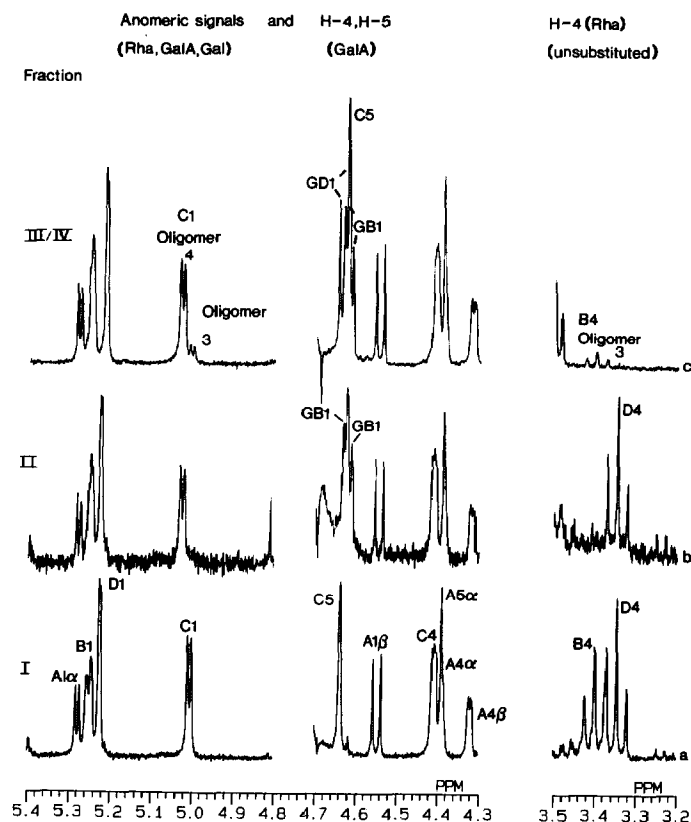 Anomeric signals and H-4,H-5 H-4 (Rha)
(Rha,GalA,Gal) (GalA) (unsubstituted)
Fraction
C5
GD1
III/IV
C1
Oligomer
4
GB1
Oligomer
3
B4
Oligomer
3
c
GB1
GB1
D4
II
b
D1
C5
A5α
D4
B1
C1
A1β
C4
B4
I
A1α
A4α
A4β
a
PPM PPM
5.4 5.3 5.2 5.1 5.0 4.9 4.8 4.7 4.6 4.5 4.4 4.3 3.5 3.4 3.3 3.2